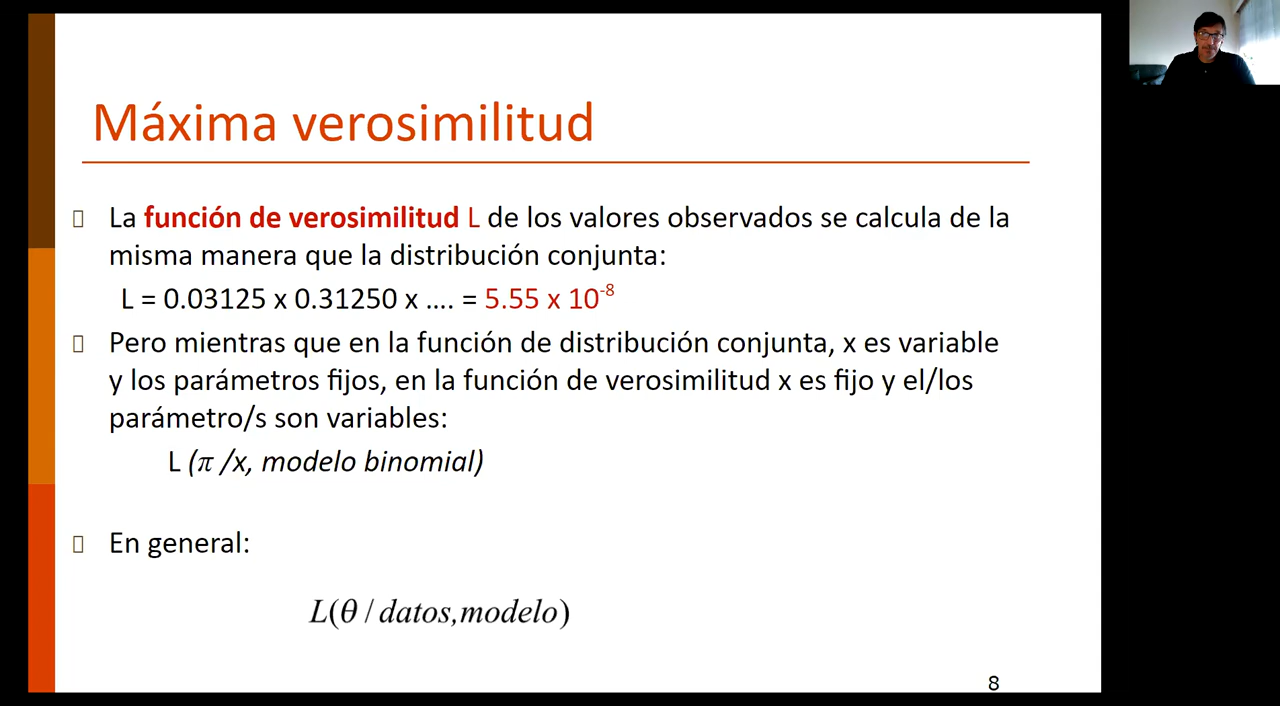 Máxima verosimilitud
La función de verosimilitud L de los valores observados se calcula de la
misma manera que la distribución conjunta:
L = 0.03125 x 0.31250 x .... = 5.55 x 10⁻⁸
Pero mientras que en la función de distribución conjunta, x es variable
y los parámetros fijos, en la función de verosimilitud x es fijo y el/los
parámetro/s son variables:
L (π /x, modelo binomial)
En general:
L(θ / datos,modelo)
8